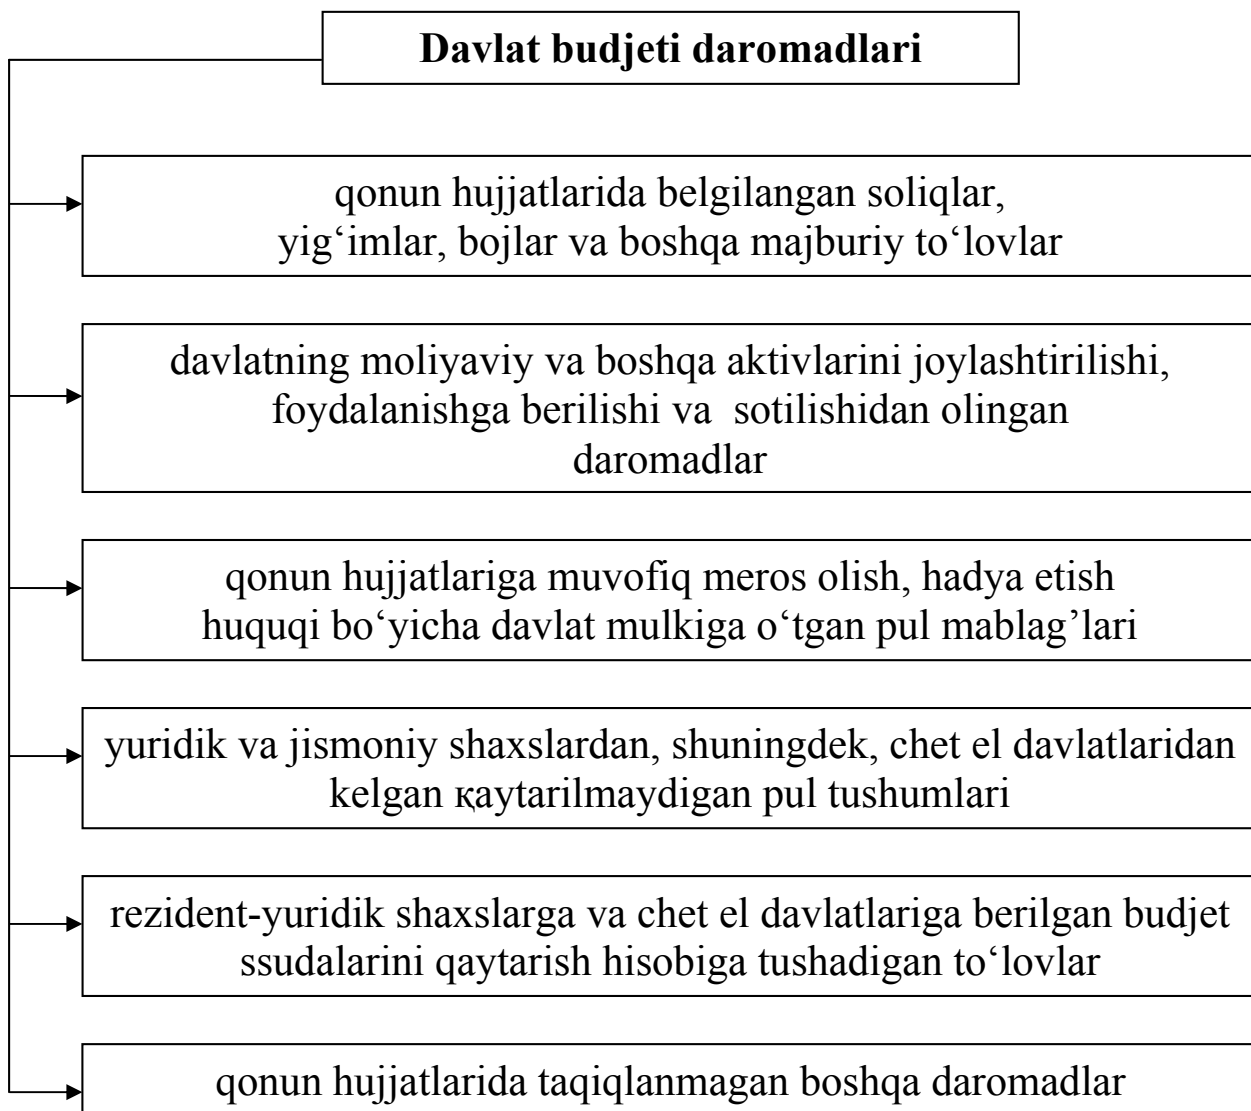 Davlat budjeti daromadlari
qonun hujjatlarida belgilangan soliqlar,
yig‘imlar, bojlar va boshqa majburiy to‘lovlar
davlatning moliyaviy va boshqa aktivlarini joylashtirilishi,
foydalanishga berilishi va  sotilishidan olingan
daromadlar
qonun hujjatlariga muvofiq meros olish, hadya etish
huquqi bo‘yicha davlat mulkiga o‘tgan pul mablag’lari
yuridik va jismoniy shaxslardan, shuningdek, chet el davlatlaridan
kelgan қaytarilmaydigan pul tushumlari
rezident-yuridik shaxslarga va chet el davlatlariga berilgan budjet
ssudalarini qaytarish hisobiga tushadigan to‘lovlar
qonun hujjatlarida taqiqlanmagan boshqa daromadlar